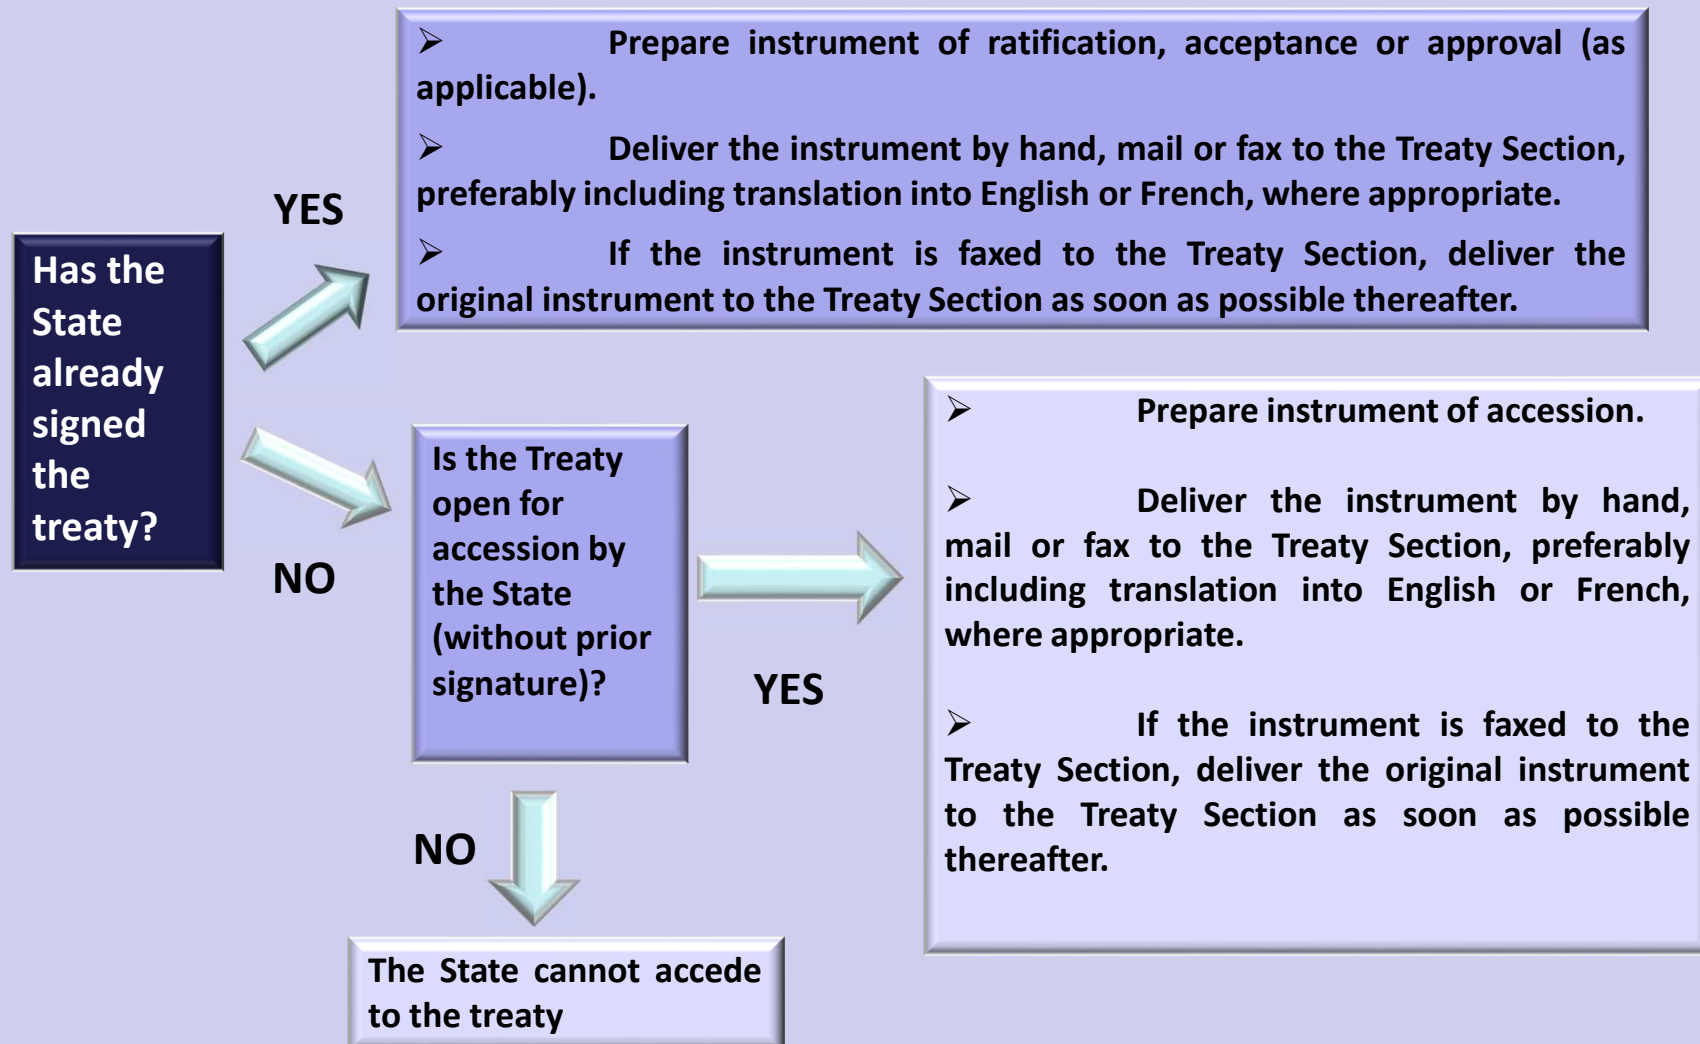 ➢ Prepare instrument of ratification, acceptance or approval (as
applicable).
➢ Deliver the instrument by hand, mail or fax to the Treaty Section,
preferably including translation into English or French, where appropriate.
➢ If the instrument is faxed to the Treaty Section, deliver the
original instrument to the Treaty Section as soon as possible thereafter.
YES
Has the
State
already
signed
the
treaty?
NO
Is the Treaty
open for
accession by
the State
(without prior
signature)?
YES
➢ Prepare instrument of accession.
➢ Deliver the instrument by hand,
mail or fax to the Treaty Section, preferably
including translation into English or French,
where appropriate.
➢ If the instrument is faxed to the
Treaty Section, deliver the original instrument
to the Treaty Section as soon as possible
thereafter.
NO
The State cannot accede
to the treaty